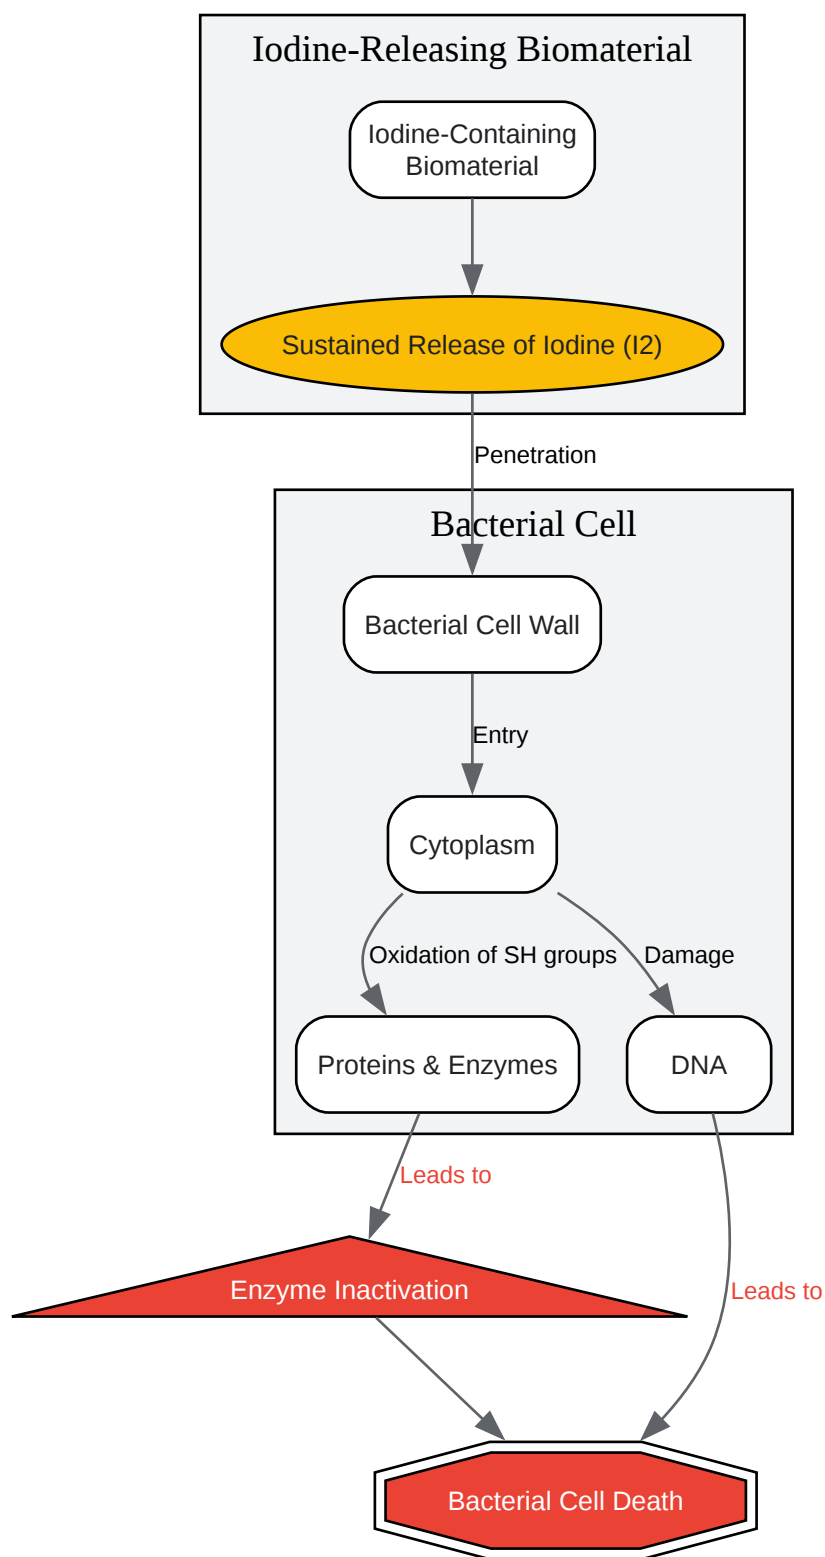 Iodine-Releasing Biomaterial
Iodine-Containing
Biomaterial
Sustained Release of Iodine (I2)
Penetration
Bacterial Cell
Bacterial Cell Wall
Entry
Cytoplasm
Oxidation of SH groups
Damage
Proteins & Enzymes
DNA
Leads to
Enzyme Inactivation
Leads to
Bacterial Cell Death